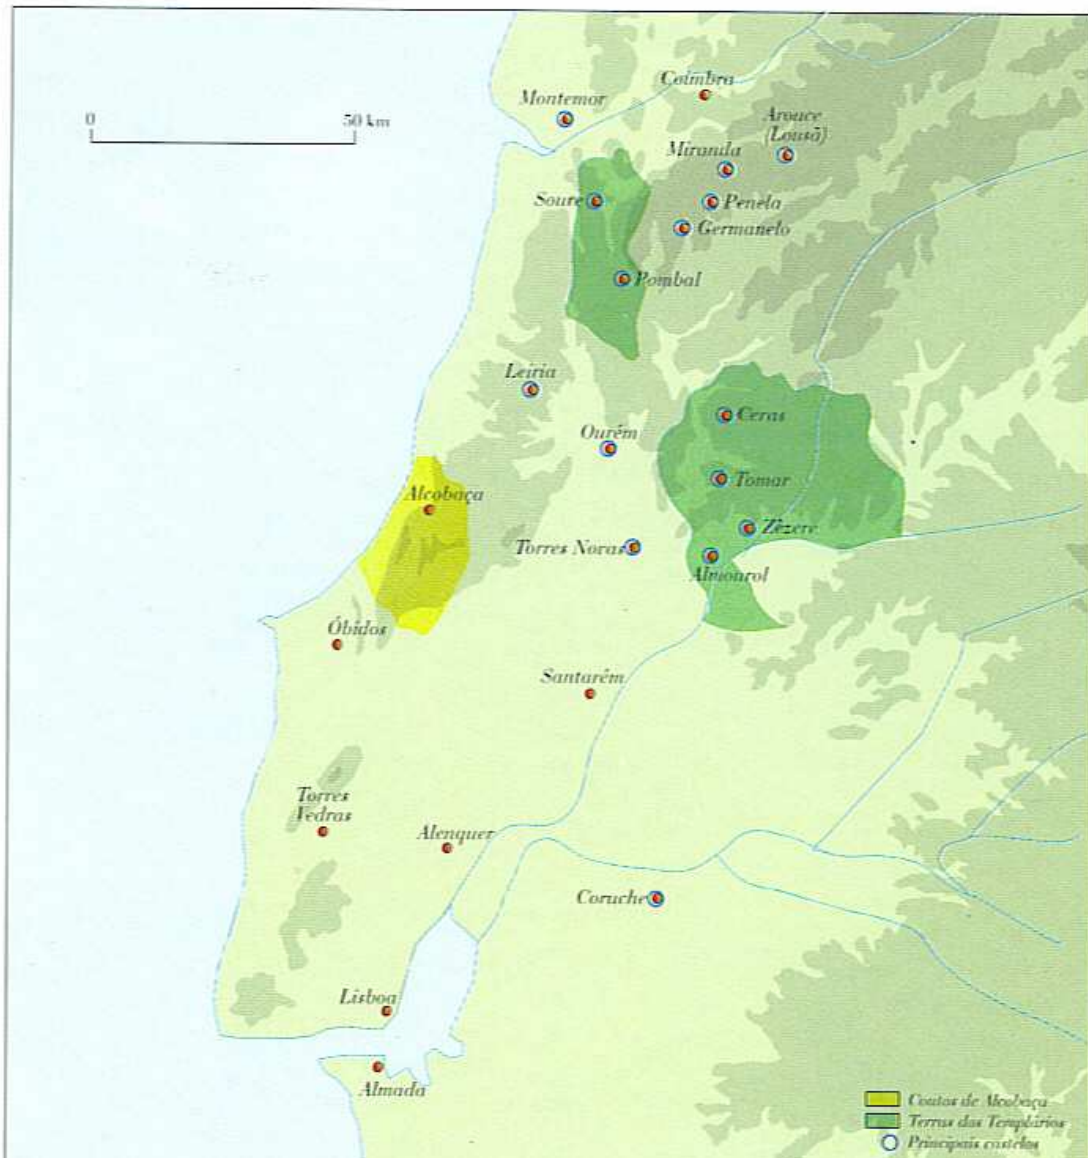 0
50 km
Coimbra
Montemor
Arouce
(Lousã)
Miranda
Soure
Penela
Germanelo
Pombal
Leiria
Ceras
Ourém
Tomar
Alcobaça
Zêzere
Torres Novas
Almourol
Óbidos
Santarém
Torres
Vedras
Alenquer
Coruche
Lisboa
Almada
Coutos de Alcobaça
Terras dos Templários
Principais castelos